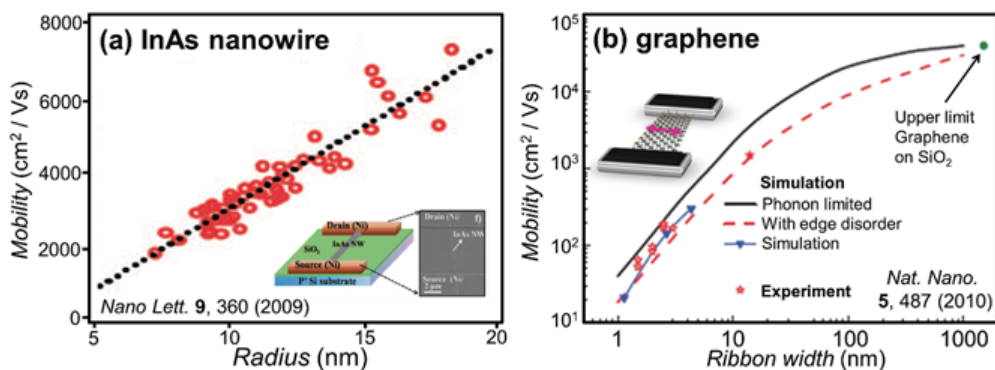 (a) InAs nanowire
Mobility (cm² / Vs)
8000
6000
4000
2000
0
5
10
15
20
Radius (nm)
Drain (Ni)
InAs NW
SiO₂
Source (Ni)
P⁺ Si substrate
Drain (Ni)
f)
InAs NW
Source (Ni)
2 μm
Nano Lett. 9, 360 (2009)
(b) graphene
Mobility (cm² / Vs)
10⁵
10⁴
10³
10²
10¹
1
10
100
1000
Ribbon width (nm)
Upper limit
Graphene
on SiO₂
Simulation
Phonon limited
With edge disorder
Simulation
Experiment
Nat. Nano.
5, 487 (2010)